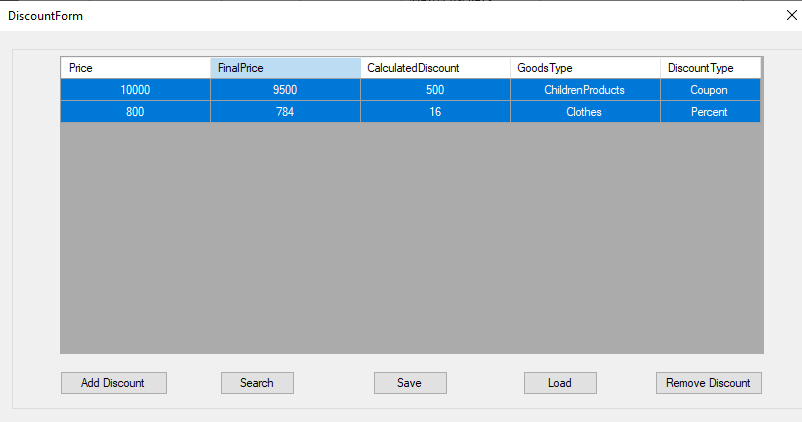 DiscountForm
Price FinalPrice CalculatedDiscount GoodsType DiscountType
10000 9500 500 ChildrenProducts Coupon
800 784 16 Clothes Percent
Add Discount Search Save Load Remove Discount